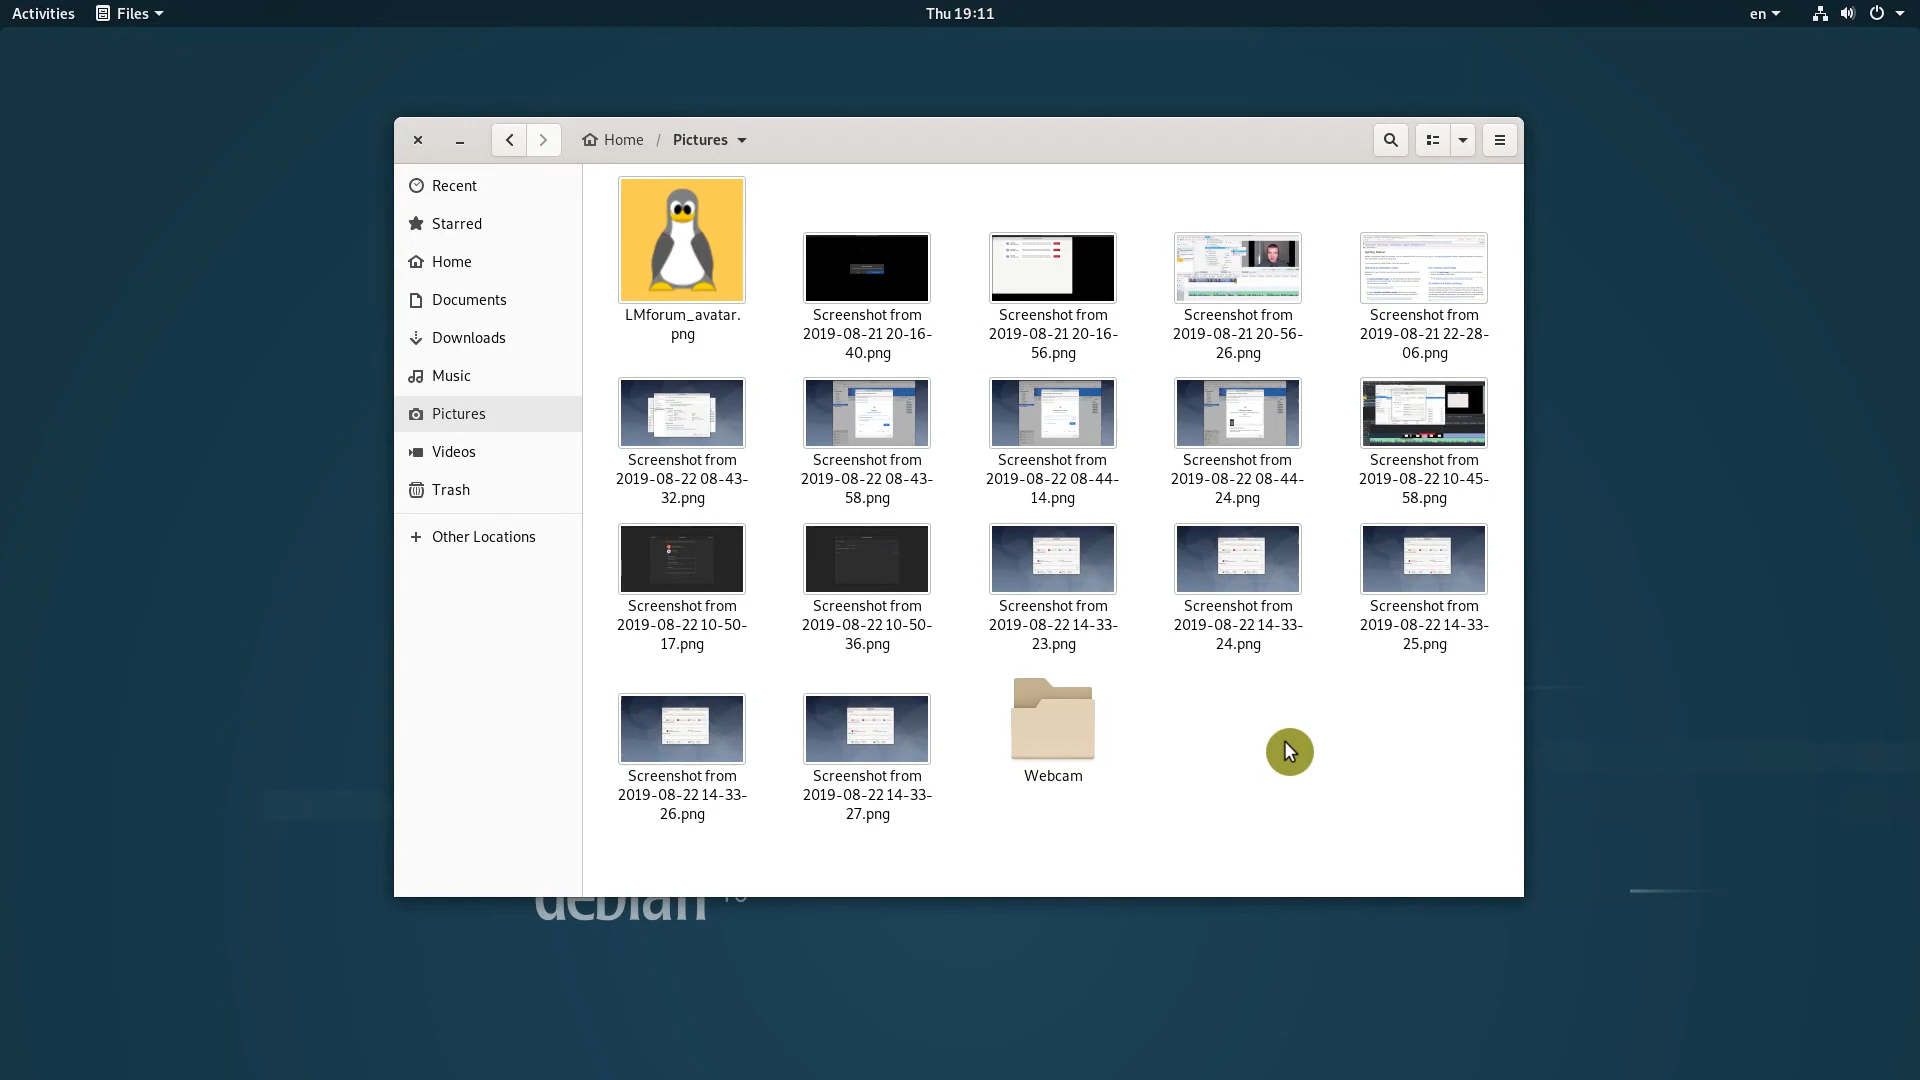 Activities
Files
Thu 19:11
en
Home / Pictures
Recent
Starred
Home
Documents
Downloads
Music
Pictures
Videos
Trash
+ Other Locations
LMforum_avatar.
png
Screenshot from
2019-08-21 20-16-
40.png
Screenshot from
2019-08-21 20-16-
56.png
Screenshot from
2019-08-21 20-56-
26.png
Screenshot from
2019-08-21 22-28-
06.png
Screenshot from
2019-08-22 08-43-
32.png
Screenshot from
2019-08-22 08-43-
58.png
Screenshot from
2019-08-22 08-44-
14.png
Screenshot from
2019-08-22 08-44-
24.png
Screenshot from
2019-08-22 10-45-
58.png
Screenshot from
2019-08-22 10-50-
17.png
Screenshot from
2019-08-22 10-50-
36.png
Screenshot from
2019-08-22 14-33-
23.png
Screenshot from
2019-08-22 14-33-
24.png
Screenshot from
2019-08-22 14-33-
25.png
Screenshot from
2019-08-22 14-33-
26.png
Screenshot from
2019-08-22 14-33-
27.png
Webcam
debian